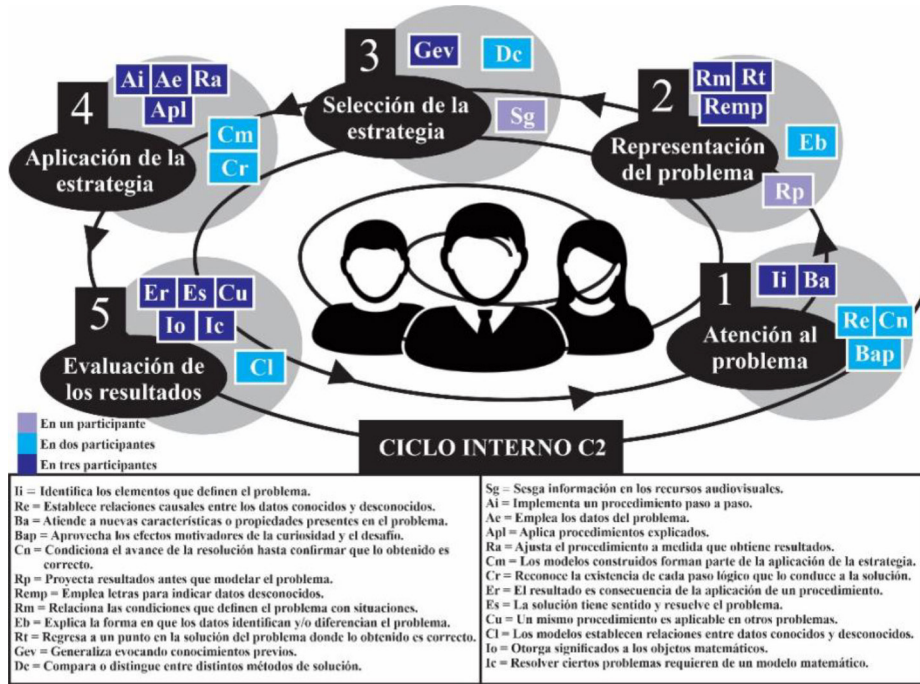 3
Gev
Dc
Sg
Selección de la
estrategia
4
Ai Ae Ra
Apl
Cm
Cr
Aplicación de la
estrategia
2
Rm Rt
Remp
Eb
Rp
Representación
del problema
5
Er Es Cu
Io Ic
Cl
Evaluación de
los resultados
1
Ii Ba
Re Cn
Bap
Atención al
problema
En un participante
En dos participantes
En tres participantes
CICLO INTERNO C2
Ii = Identifica los elementos que definen el problema.
Re = Establece relaciones causales entre los datos conocidos y desconocidos.
Ba = Atiende a nuevas características o propiedades presentes en el problema.
Bap = Aprovecha los efectos motivadores de la curiosidad y el desafío.
Cn = Condiciona el avance de la resolución hasta confirmar que lo obtenido es
correcto.
Rp = Proyecta resultados antes que modelar el problema.
Remp = Emplea letras para indicar datos desconocidos.
Rm = Relaciona las condiciones que definen el problema con situaciones.
Eb = Explica la forma en que los datos identifican y/o diferencian el problema.
Rt = Regresa a un punto en la solución del problema donde lo obtenido es correcto.
Gev = Generaliza evocando conocimientos previos.
Dc = Compara o distingue entre distintos métodos de solución.
Sg = Sesga información en los recursos audiovisuales.
Ai = Implementa un procedimiento paso a paso.
Ae = Emplea los datos del problema.
Apl = Aplica procedimientos explicados.
Ra = Ajusta el procedimiento a medida que obtiene resultados.
Cm = Los modelos construidos forman parte de la aplicación de la estrategia.
Cr = Reconoce la existencia de cada paso lógico que lo conduce a la solución.
Er = El resultado es consecuencia de la aplicación de un procedimiento.
Es = La solución tiene sentido y resuelve el problema.
Cu = Un mismo procedimiento es aplicable en otros problemas.
Cl = Los modelos establecen relaciones entre datos conocidos y desconocidos.
Io = Otorga significados a los objetos matemáticos.
Ic = Resolver ciertos problemas requieren de un modelo matemático.